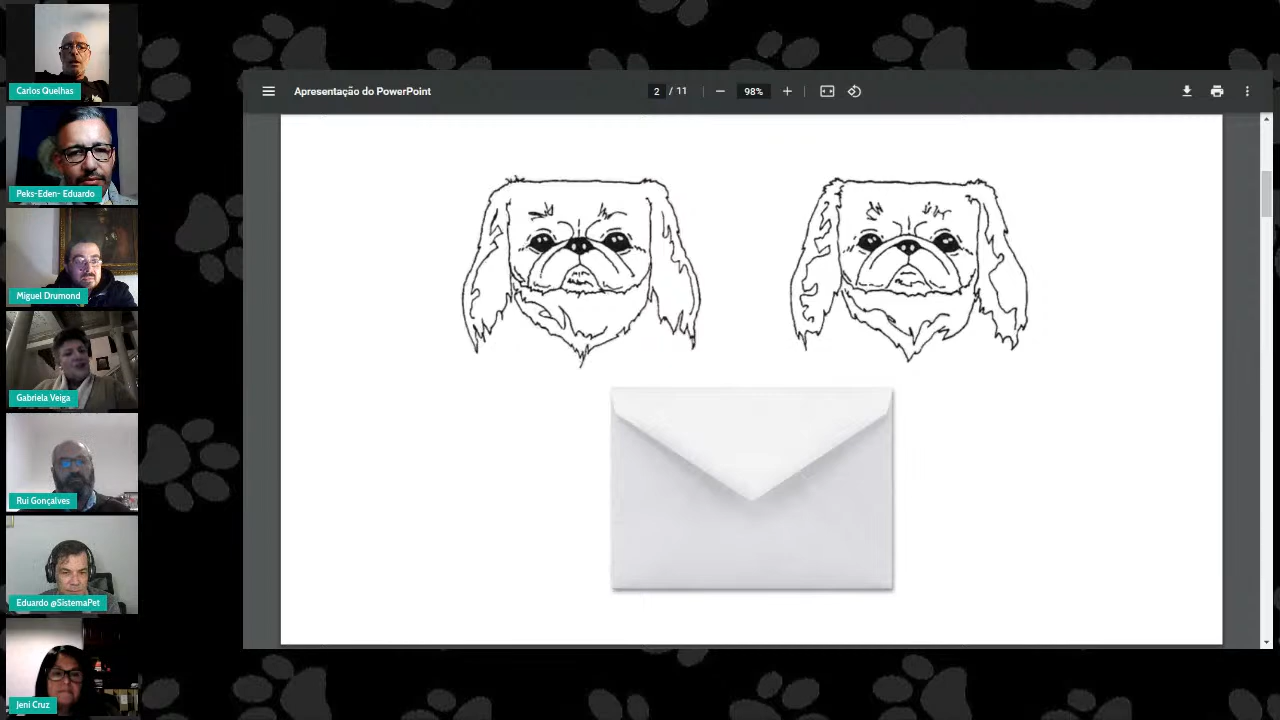 Carlos Quelhas
Peks-Eden- Eduardo
Miguel Drumond
Gabriela Veiga
Rui Gonçalves
Eduardo @SistemaPet
Jeni Cruz
Apresentação do PowerPoint
2 / 11
98%